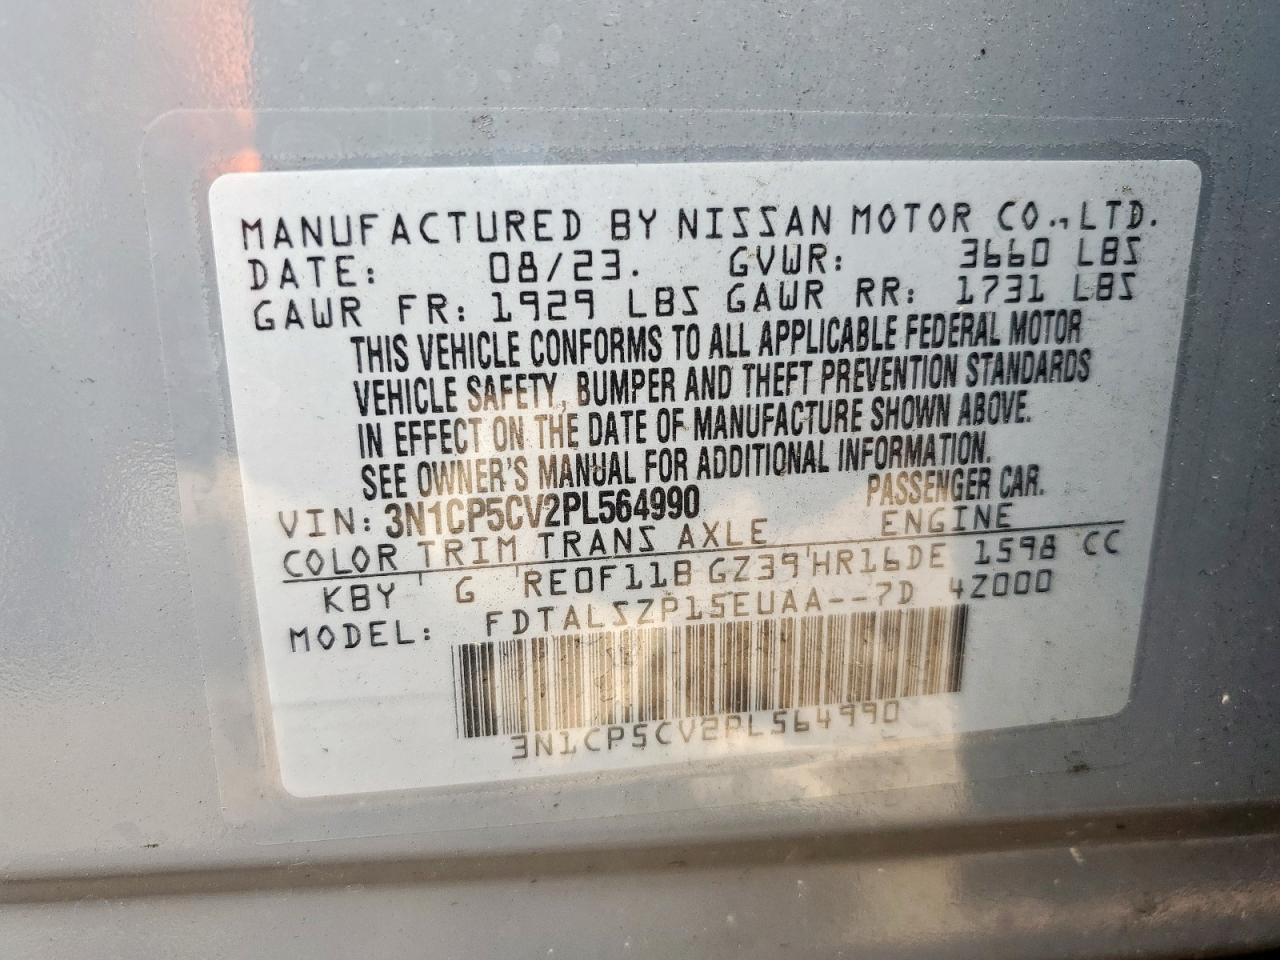 MANUFACTURED BY NISSAN MOTOR CO., LTD.
DATE: 08/23. GVWR: 3660 LBS
GAWR FR: 1929 LBS GAWR RR: 1731 LBS
THIS VEHICLE CONFORMS TO ALL APPLICABLE FEDERAL MOTOR
VEHICLE SAFETY, BUMPER AND THEFT PREVENTION STANDARDS
IN EFFECT ON THE DATE OF MANUFACTURE SHOWN ABOVE.
SEE OWNER'S MANUAL FOR ADDITIONAL INFORMATION.
VIN: 3N1CP5CV2PL564990 PASSENGER CAR.
COLOR TRIM TRANS AXLE ENGINE
KBY G RE0F11B GZ39 HR16DE 1598 CC
MODEL: FDTALSZP15EUAA--7D 4Z000
3N1CP5CV2PL564990